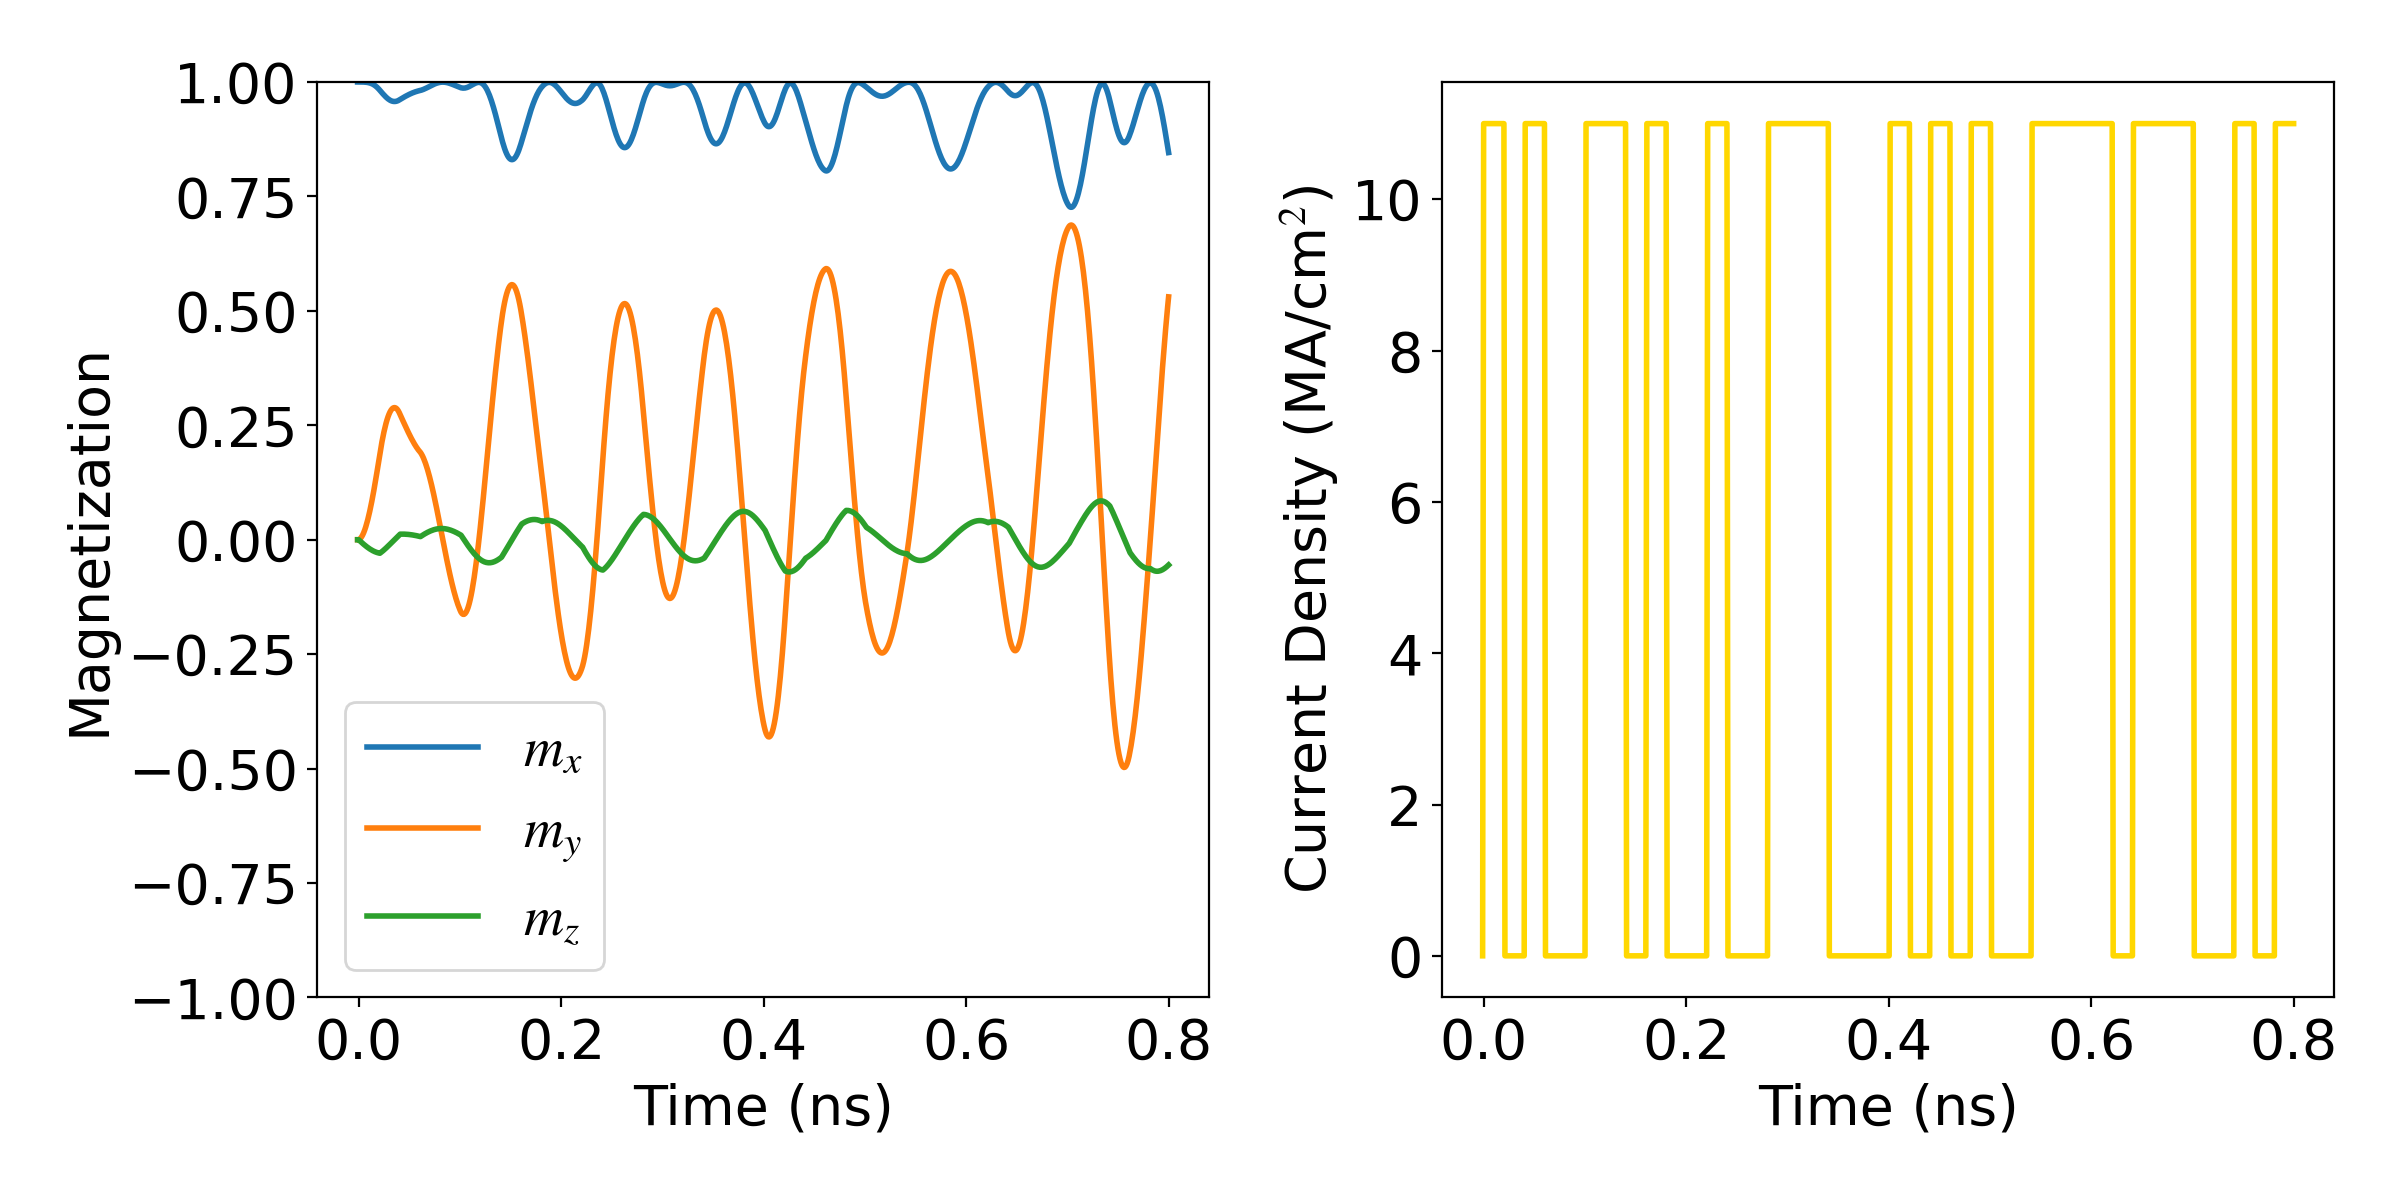 1.00
0.75
0.50
0.25
0.00
−0.25
−0.50
−0.75
−1.00
Magnetization
m_x
m_y
m_z
0.0 0.2 0.4 0.6 0.8
Time (ns)
10
8
6
4
2
0
Current Density (MA/cm²)
0.0 0.2 0.4 0.6 0.8
Time (ns)